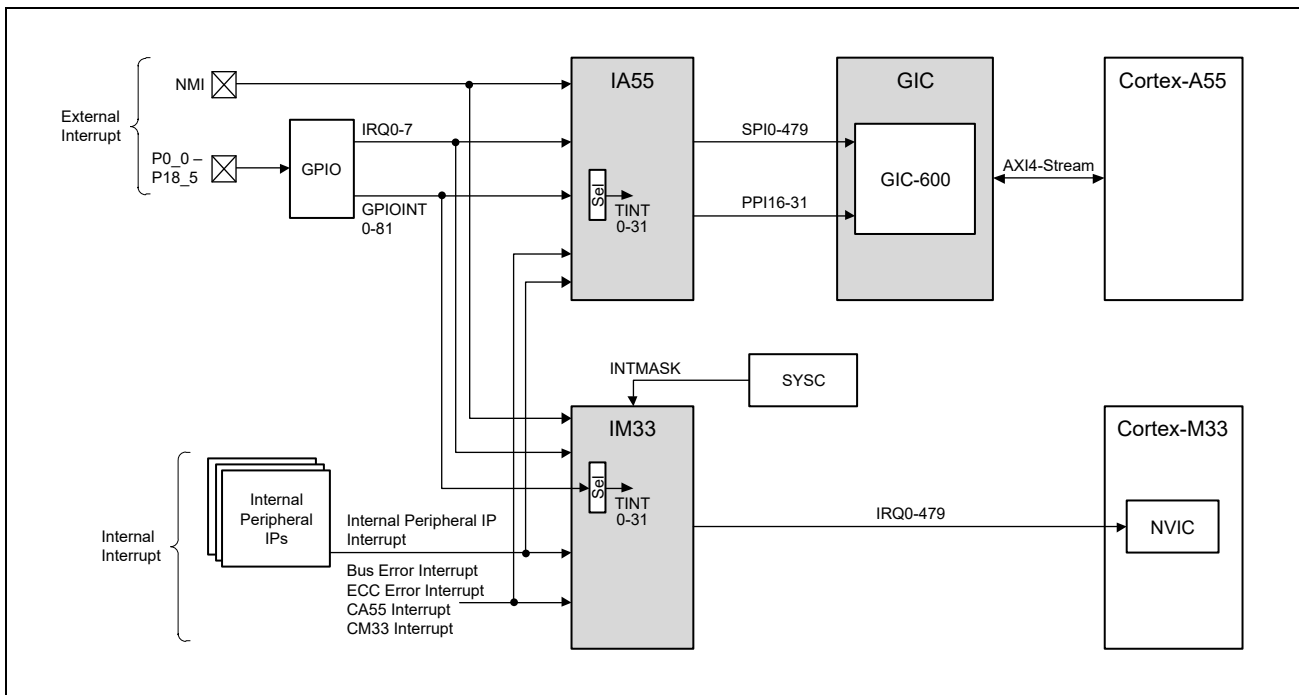 IA55
GIC
Cortex-A55
NMI
External
Interrupt
IRQ0-7
SPI0-479
P0_0 –
P18_5
GPIO
AXI4-Stream
GIC-600
Sel
TINT
0-31
GPIOINT
0-81
PPI16-31
INTMASK
SYSC
IM33
Cortex-M33
Sel
TINT
0-31
Internal
Peripheral
IPs
IRQ0-479
NVIC
Internal
Interrupt
Internal Peripheral IP
Interrupt
Bus Error Interrupt
ECC Error Interrupt
CA55 Interrupt
CM33 Interrupt